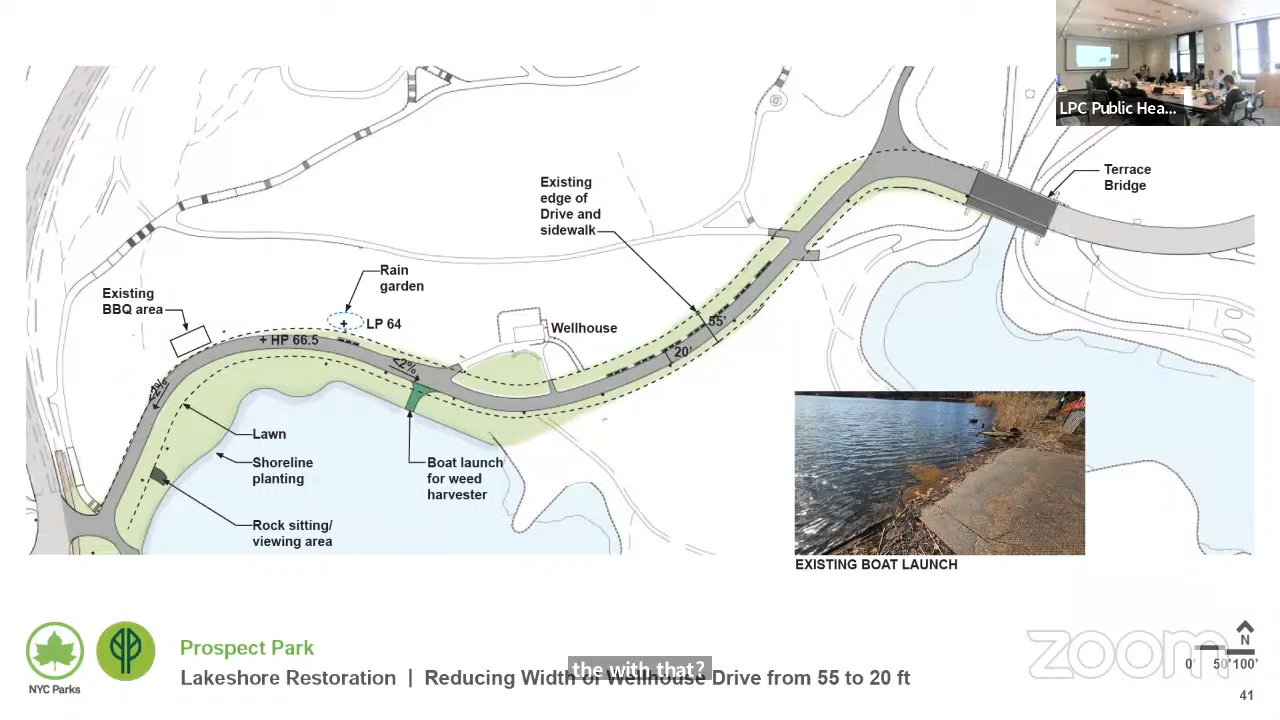 LPC Public Hea...
Terrace
Bridge
Existing
edge of
Drive and
sidewalk
Rain
garden
Existing
BBQ area
LP 64
+ HP 66.5
Wellhouse
55'
20'
<2%
<2%
Lawn
Shoreline
planting
Boat launch
for weed
harvester
Rock sitting/
viewing area
EXISTING BOAT LAUNCH
Prospect Park
Lakeshore Restoration | Reducing Width of Wellhouse Drive from 55 to 20 ft
the with that?
NYC Parks
zoom
N
0' 50' 100'
41